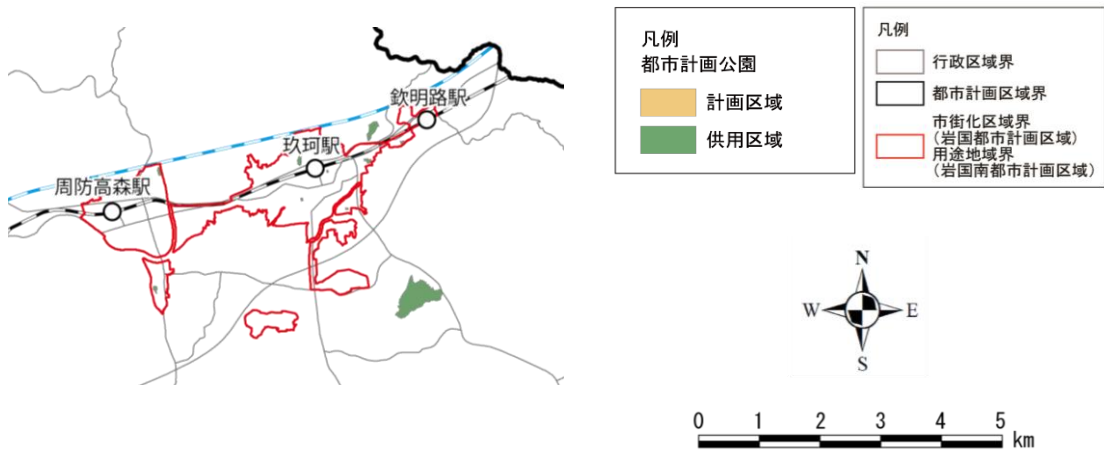 欽明路駅
玖珂駅
周防高森駅
凡例
都市計画公園
計画区域
供用区域
凡例
行政区域界
都市計画区域界
市街化区域界
(岩国都市計画区域)
用途地域界
(岩国南都市計画区域)
N
W E
S
0 1 2 3 4 5
km